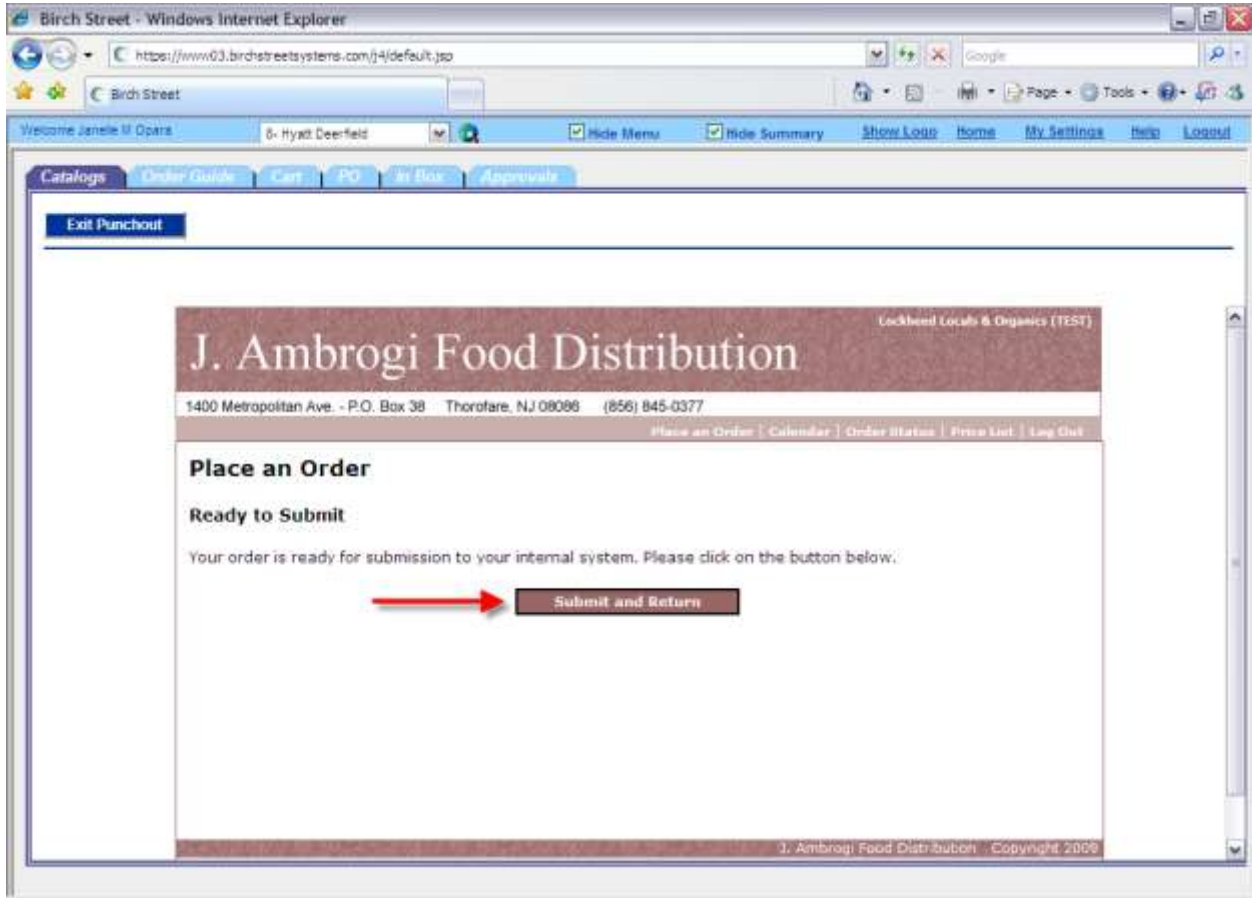 Birch Street - Windows Internet Explorer
https://www03.birchstreetsystems.com/j4/default.jsp
Google
Birch Street
Page
Tools
Welcome Janele M Opara
8- Hyatt Deerfield
Hide Menu
Hide Summary
Show Logo
Home
My Settings
Help
Logout
Catalogs
Order Guide
Cart
PO
In Box
Approvals
Exit Punchout
Lockheed Locals & Organics (TEST)
J. Ambrogi Food Distribution
1400 Metropolitan Ave. - P.O. Box 38 Thorofare, NJ 08086 (856) 845-0377
Place an Order | Calendar | Order Status | Price List | Log Out
Place an Order
Ready to Submit
Your order is ready for submission to your internal system. Please click on the button below.
Submit and Return
J. Ambrogi Food Distribution Copyright 2009